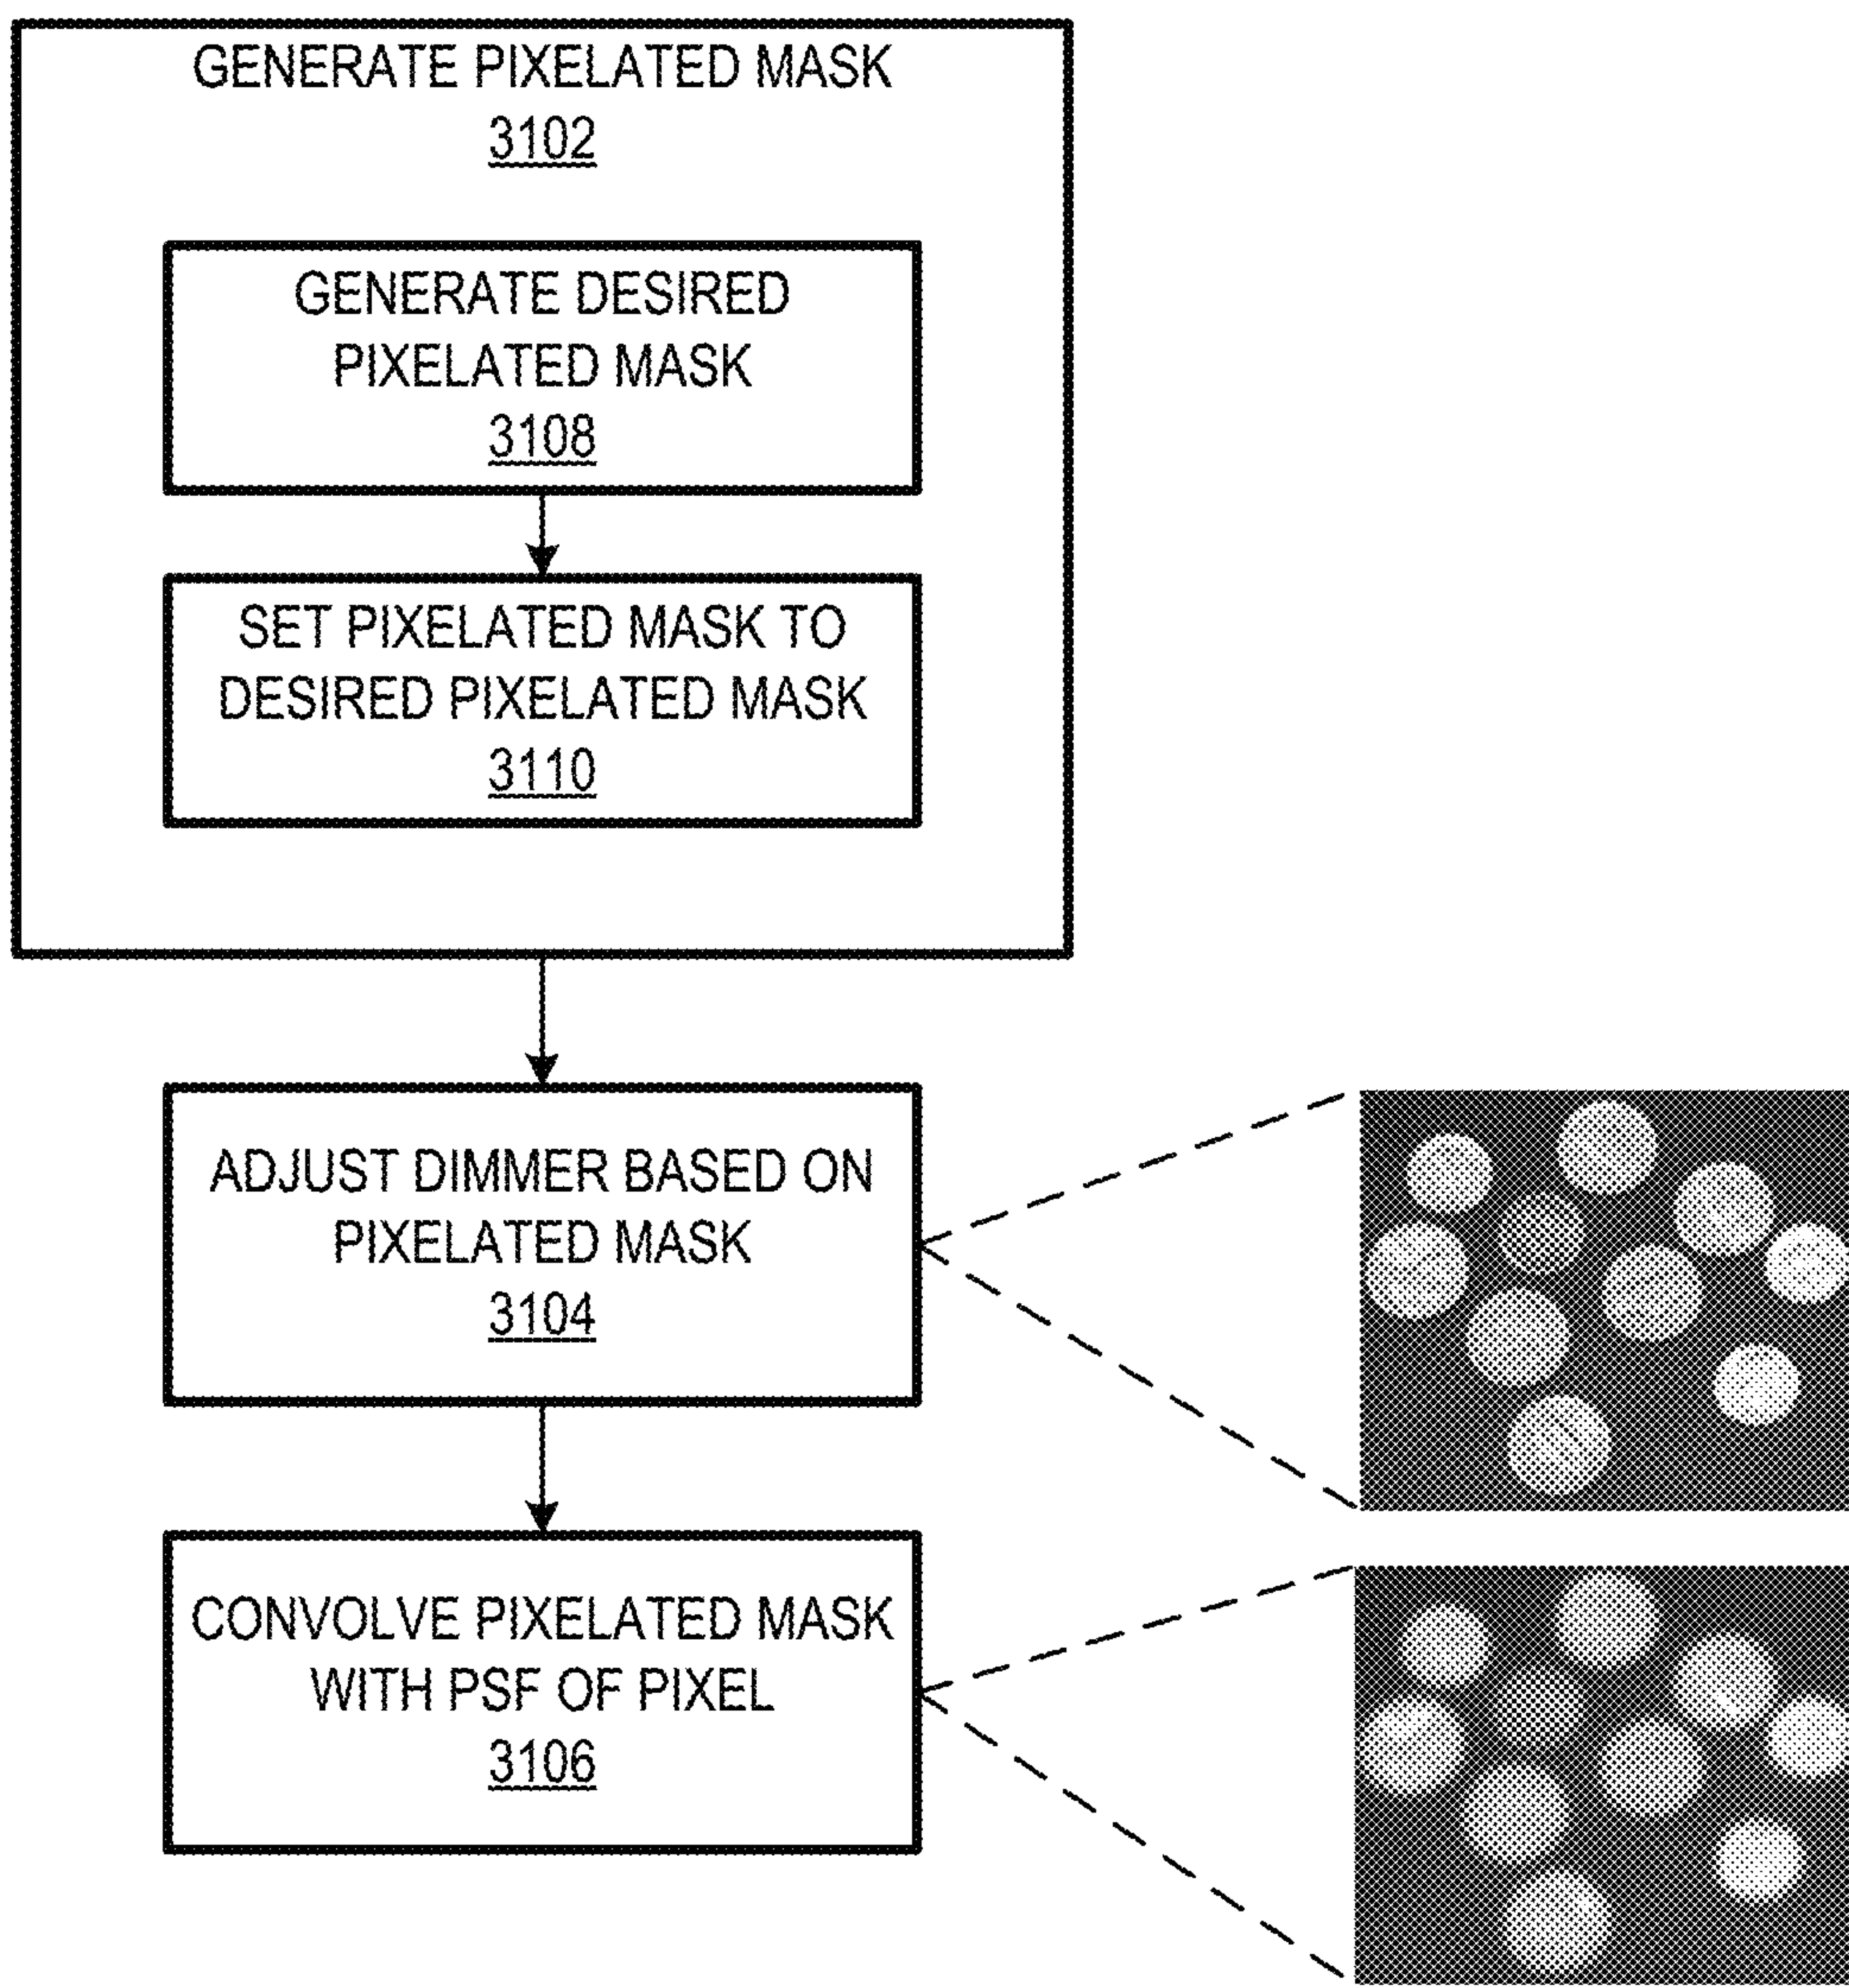 GENERATE PIXELATED MASK
3102
GENERATE DESIRED
PIXELATED MASK
3108
SET PIXELATED MASK TO
DESIRED PIXELATED MASK
3110
ADJUST DIMMER BASED ON
PIXELATED MASK
3104
CONVOLVE PIXELATED MASK
WITH PSF OF PIXEL
3106